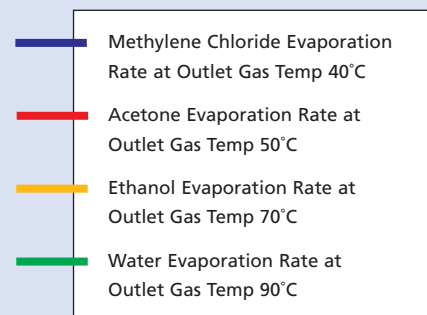 Methylene Chloride Evaporation
Rate at Outlet Gas Temp 40˚C
Acetone Evaporation Rate at
Outlet Gas Temp 50˚C
Ethanol Evaporation Rate at
Outlet Gas Temp 70˚C
Water Evaporation Rate at
Outlet Gas Temp 90˚C